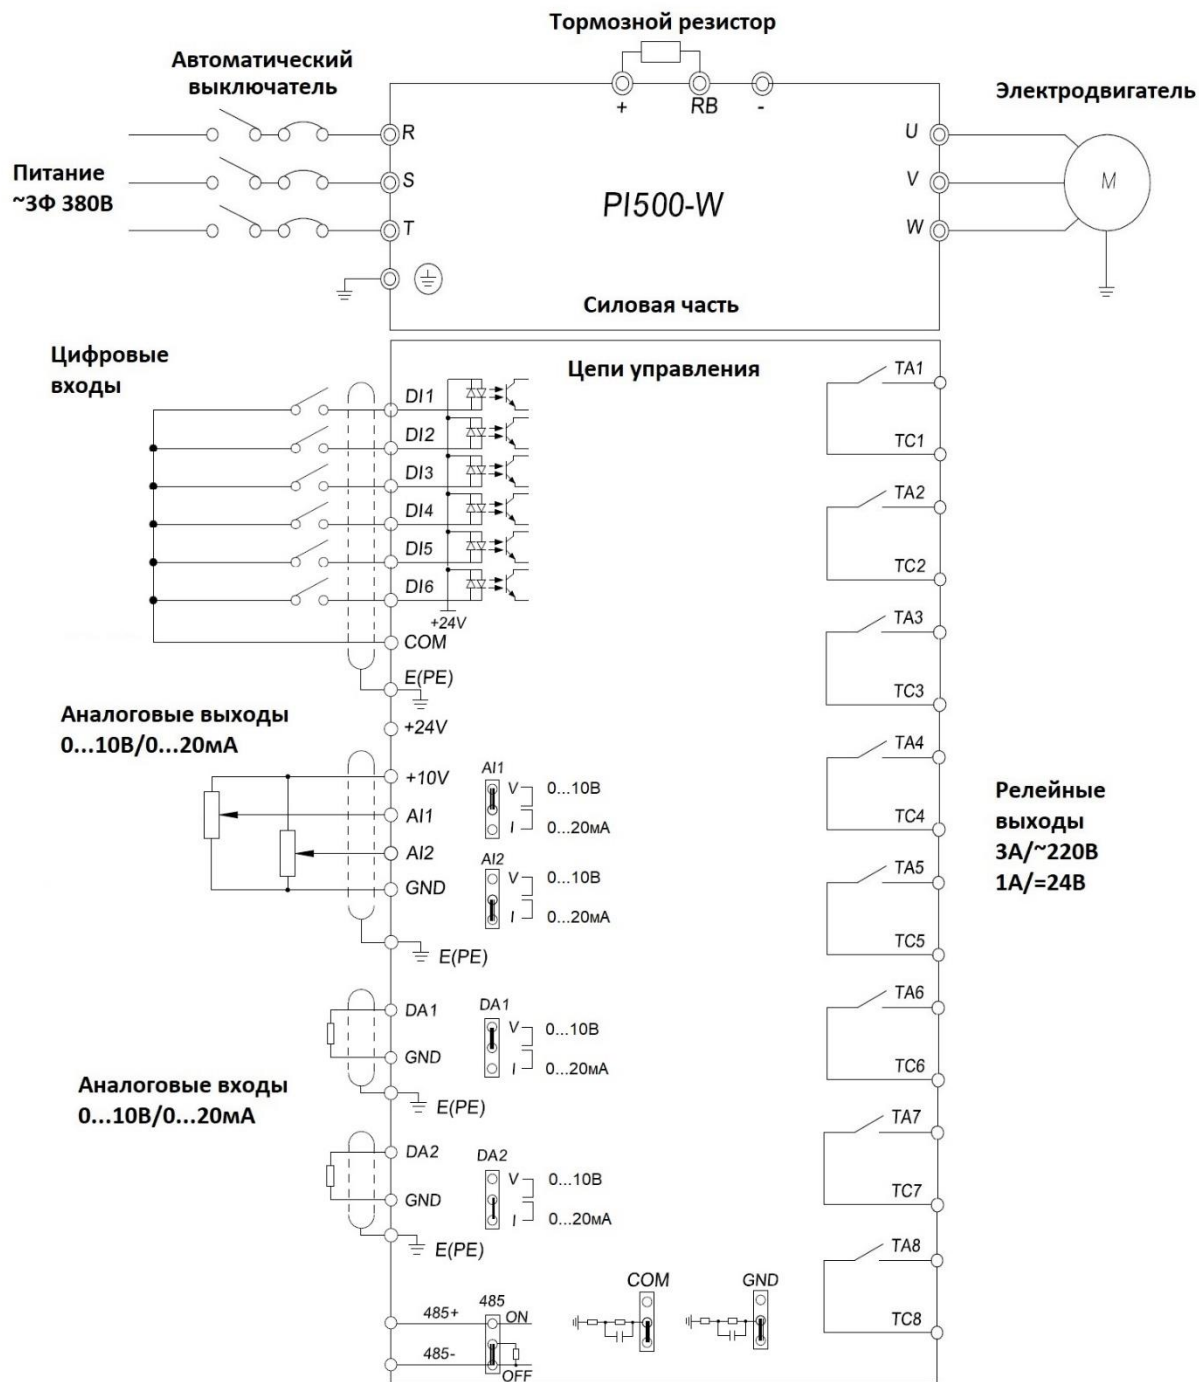 Тормозной резистор
Автоматический
выключатель
+
RB
-
Электродвигатель
R
U
Питание
~3Ф 380В
S
PI500-W
V
M
T
W
Силовая часть
Цифровые
входы
Цепи управления
DI1
DI2
DI3
DI4
DI5
DI6
+24V
COM
E(PE)
+24V
Аналоговые выходы
0...10В/0...20мА
+10V
AI1
AI2
GND
E(PE)
AI1
V
0...10В
I
0...20мА
AI2
V
0...10В
I
0...20мА
DA1
GND
E(PE)
DA1
V
0...10В
I
0...20мА
Аналоговые входы
0...10В/0...20мА
DA2
GND
E(PE)
DA2
V
0...10В
I
0...20мА
485+
485-
485
ON
OFF
COM
GND
TA1
TC1
TA2
TC2
TA3
TC3
TA4
TC4
TA5
TC5
TA6
TC6
TA7
TC7
TA8
TC8
Релейные
выходы
3А/~220В
1А/=24В